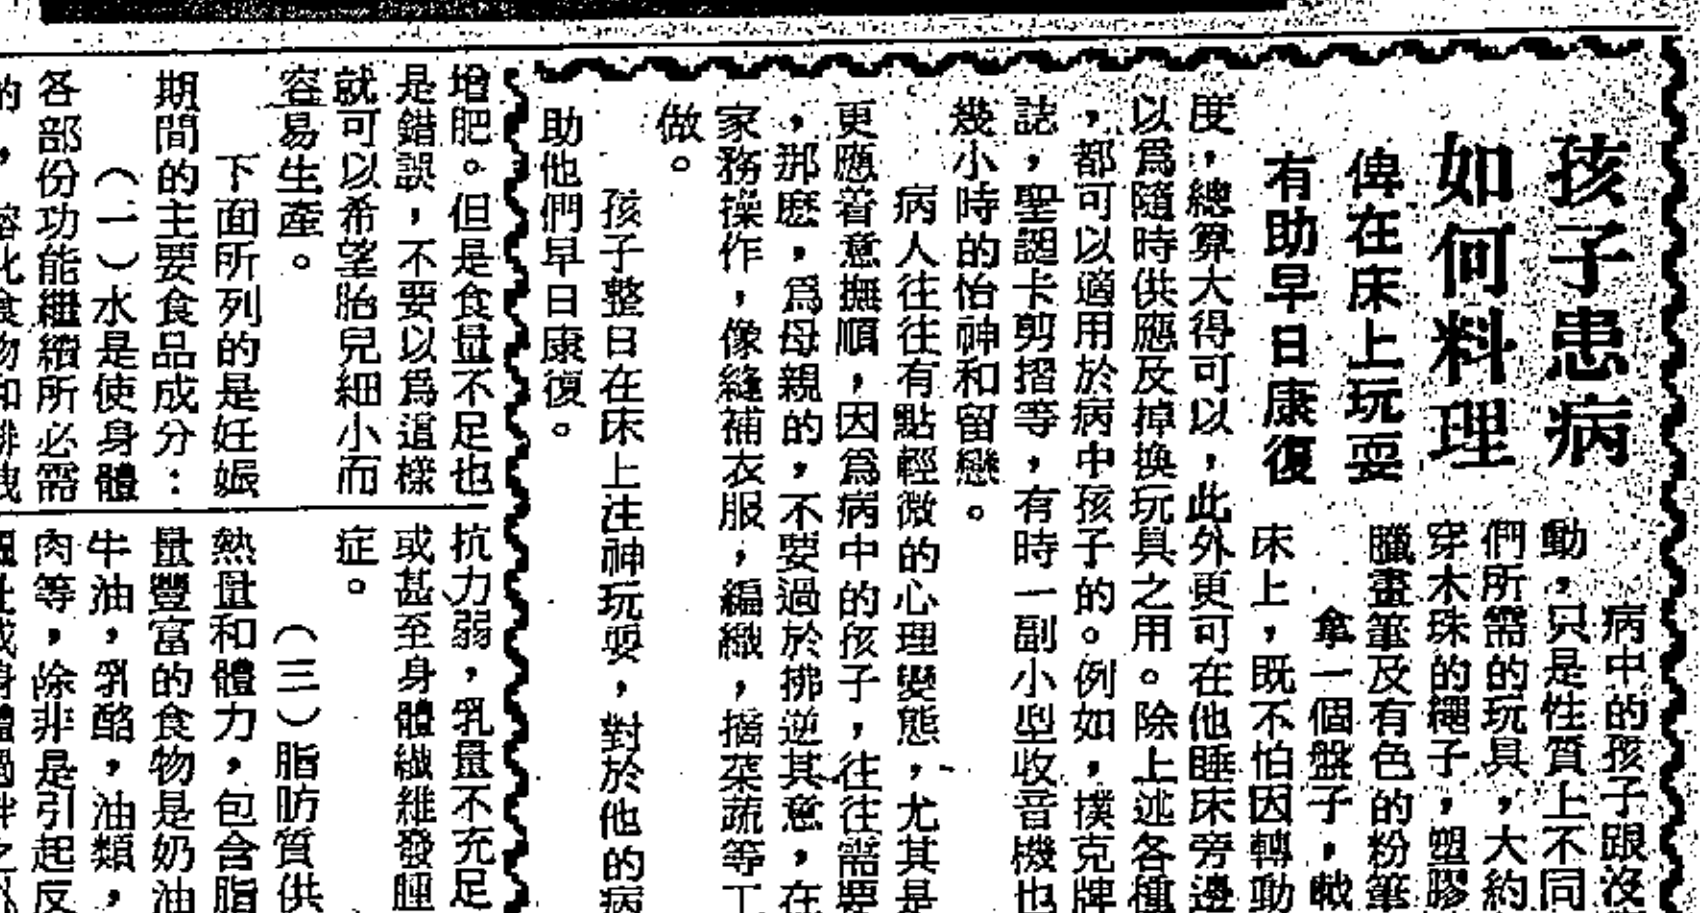 孩子患病
如何料理
俾在床上玩耍
有助早日康復
病中的孩子跟沒
動，只是性質上不同
們所需的玩具，大約
穿木珠的繩子，塑膠
臘畫筆及有色的粉筆
拿一個盤子，
床上，既不怕因轉動
度，總算大得可以，此外更可在他睡床旁邊
以爲隨時供應及掉換玩具之用。除上述各種
，都可以適用於病中孩子的。例如，撲克牌
誌，聖誕卡剪摺等，有時一副小型收音機也
幾小時的怡神和留戀。
病人往往有點輕微的心理變態，尤其是
更應着意撫順，因爲病中的孩子，往往需要
，那麽，爲母親的，不要過於拂逆其意，在
家務操作，像縫補衣服，編織，摘菜蔬等工
做。
孩子整日在床上注神玩耍，對於他的病
助他們早日康復。
增肥。但是食量不足也
是錯誤，不要以爲這樣
就可以希望胎兒細小而
容易生產。
下面所列的是妊娠
期間的主要食品成分：
（一）水是使身體
各部份功能繼續所必需
的，溶化食物和排洩
抗力弱，乳量不充足
或甚至身體纖維發腫
症。
（三）脂肪質供
熱量和體力，包含脂
量豐富的食物是奶油
牛油，乳酪，油類，
肉等，除非是引起反